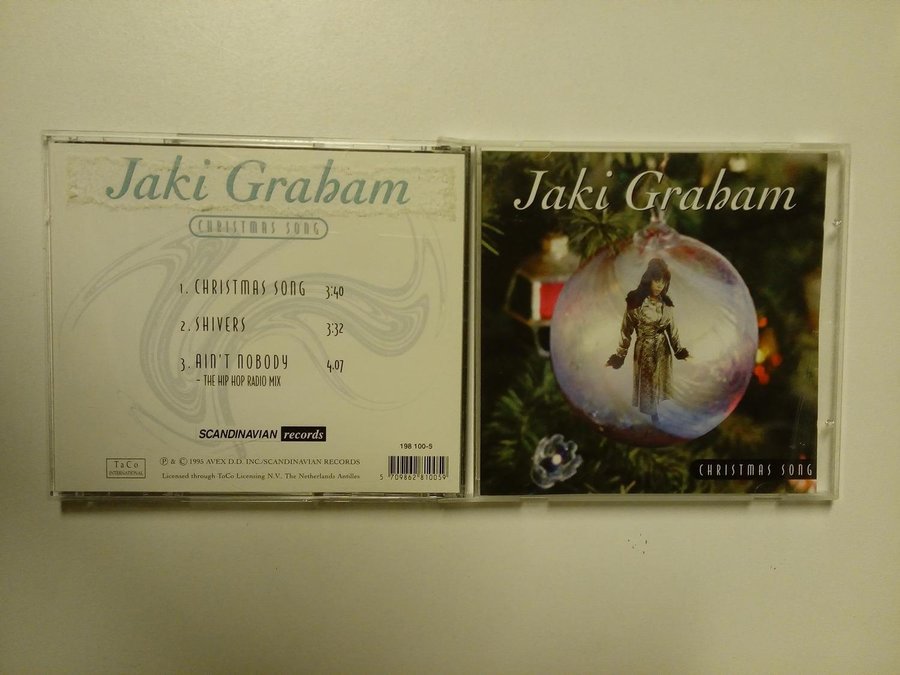 Jaki Graham
CHRISTMAS SONG
1. CHRISTMAS SONG 3:40
2. SHIVERS 3:32
3. AIN'T NOBODY 4.07
- THE HIP HOP RADIO MIX
SCANDINAVIAN records
198 100-5
ToCo
INTERNATIONAL
℗ & © 1995 AVEX D.D. INC./SCANDINAVIAN RECORDS
Licensed through ToCo Licensing N.V. The Netherlands Antilles
5 709862 810059
Jaki Graham
CHRISTMAS SONG